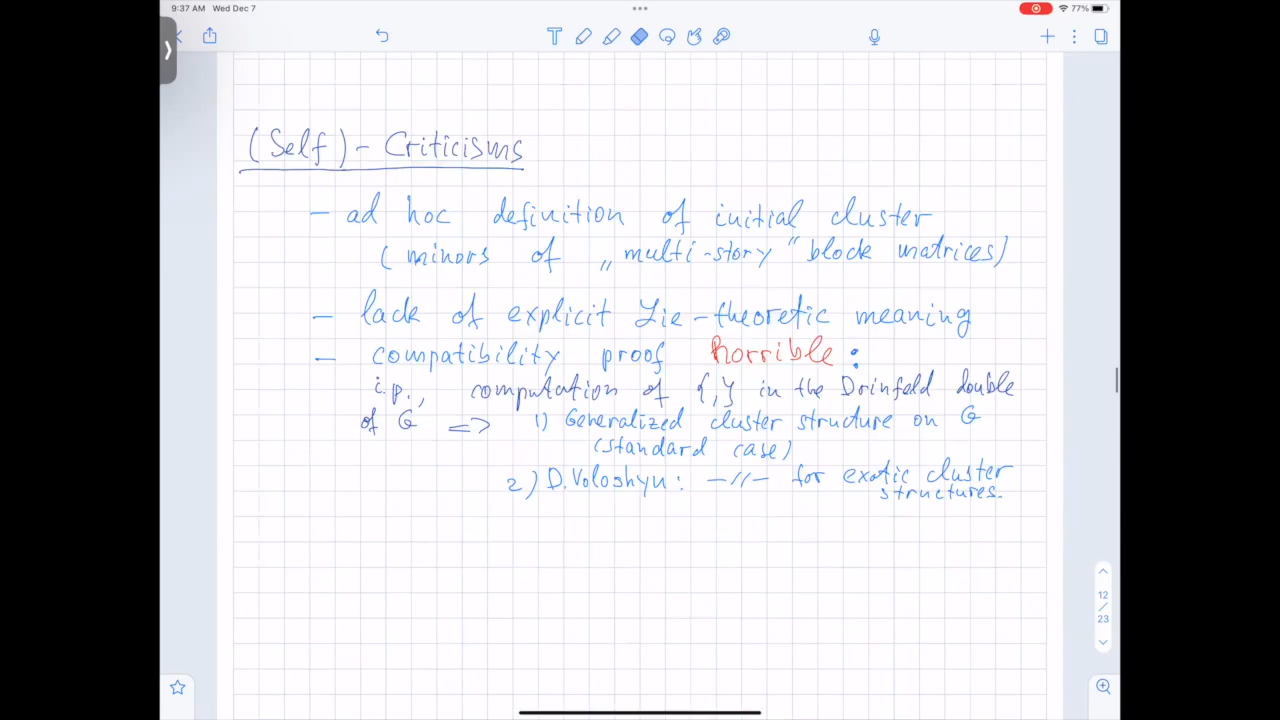 9:37 AM Wed Dec 7
77%
(Self) - Criticisms
- ad hoc definition of initial cluster
(minors of „multi-story“ block matrices)
- lack of explicit Lie-theoretic meaning
- compatibility proof horrible:
i.p., computation of {,} in the Drinfeld double
of G => 1) Generalized cluster structure on G
(standard case)
2) D. Voloshyn: -//- for exotic cluster
structures.
12
/
23